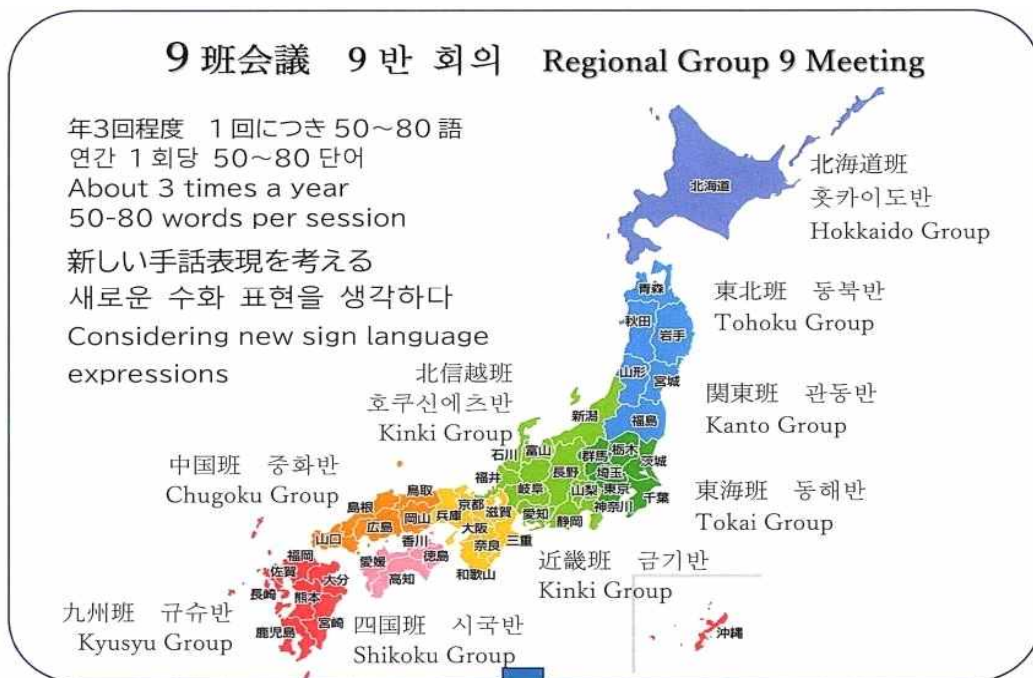 9班会議 9반 회의 Regional Group 9 Meeting
年3回程度 1回につき50～80語
연간 1회당 50～80 단어
About 3 times a year
50-80 words per session
新しい手話表現を考える
새로운 수화 표현을 생각하다
Considering new sign language
expressions
北海道
北海道班
홋카이도반
Hokkaido Group
青森
秋田
岩手
山形
宮城
福島
東北班 동북반
Tohoku Group
関東班 관동반
Kanto Group
北信越班
호쿠신에츠반
Kinki Group
新潟
石川
富山
福井
長野
岐阜
山梨
愛知
静岡
群馬
栃木
茨城
埼玉
東京
千葉
神奈川
東海班 동해반
Tokai Group
中国班 중화반
Chugoku Group
鳥取
島根
岡山
広島
山口
兵庫
京都
滋賀
大阪
奈良
三重
和歌山
近畿班 금기반
Kinki Group
香川
徳島
愛媛
高知
四国班 시국반
Shikoku Group
福岡
佐賀
大分
長崎
熊本
宮崎
鹿児島
九州班 규슈반
Kyusyu Group
沖縄